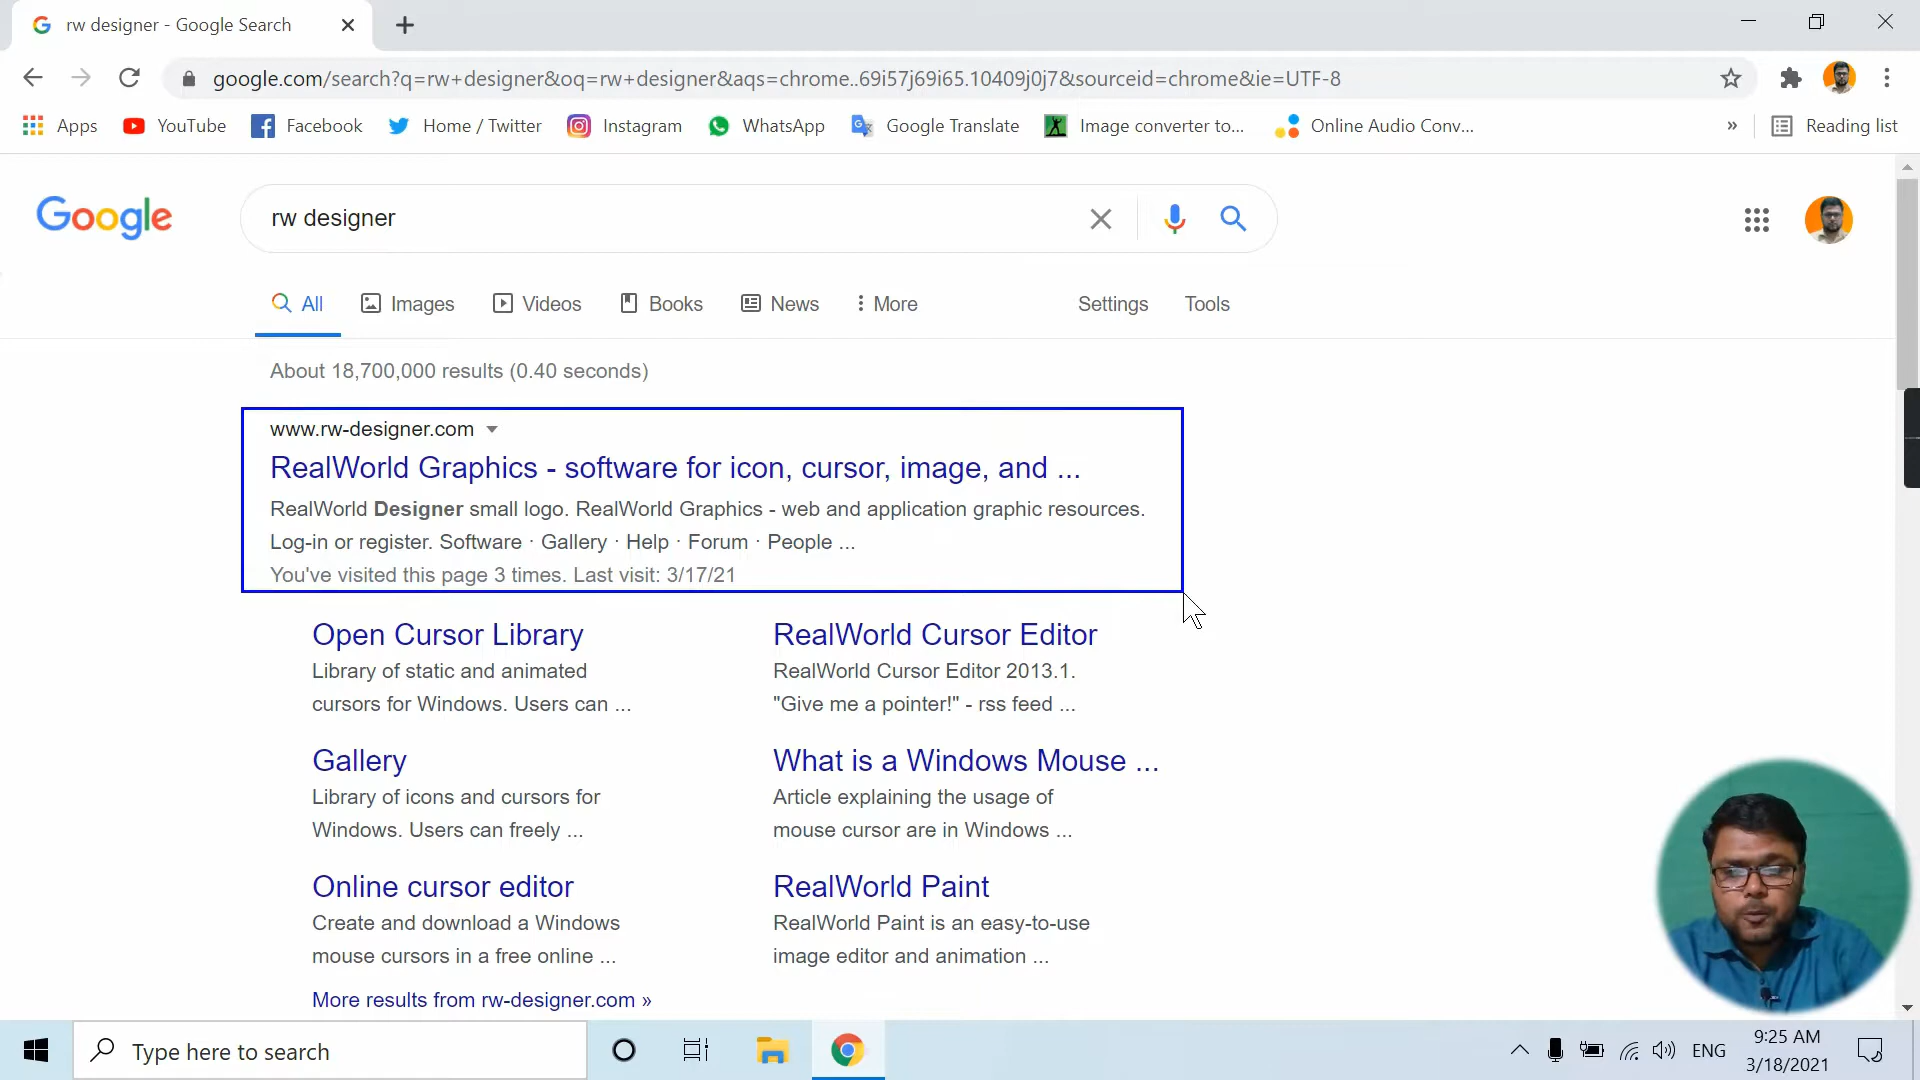 rw designer - Google Search
google.com/search?q=rw+designer&oq=rw+designer&aqs=chrome..69i57j69i65.10409j0j7&sourceid=chrome&ie=UTF-8
Apps YouTube Facebook Home / Twitter Instagram WhatsApp Google Translate Image converter to... Online Audio Conv... » Reading list
Google rw designer
All Images Videos Books News More Settings Tools
About 18,700,000 results (0.40 seconds)
www.rw-designer.com
RealWorld Graphics - software for icon, cursor, image, and ...
RealWorld Designer small logo. RealWorld Graphics - web and application graphic resources.
Log-in or register. Software · Gallery · Help · Forum · People ...
You've visited this page 3 times. Last visit: 3/17/21
Open Cursor Library
Library of static and animated
cursors for Windows. Users can ...
RealWorld Cursor Editor
RealWorld Cursor Editor 2013.1.
"Give me a pointer!" - rss feed ...
Gallery
Library of icons and cursors for
Windows. Users can freely ...
What is a Windows Mouse ...
Article explaining the usage of
mouse cursor are in Windows ...
Online cursor editor
Create and download a Windows
mouse cursors in a free online ...
RealWorld Paint
RealWorld Paint is an easy-to-use
image editor and animation ...
More results from rw-designer.com »
Type here to search
ENG
9:25 AM
3/18/2021